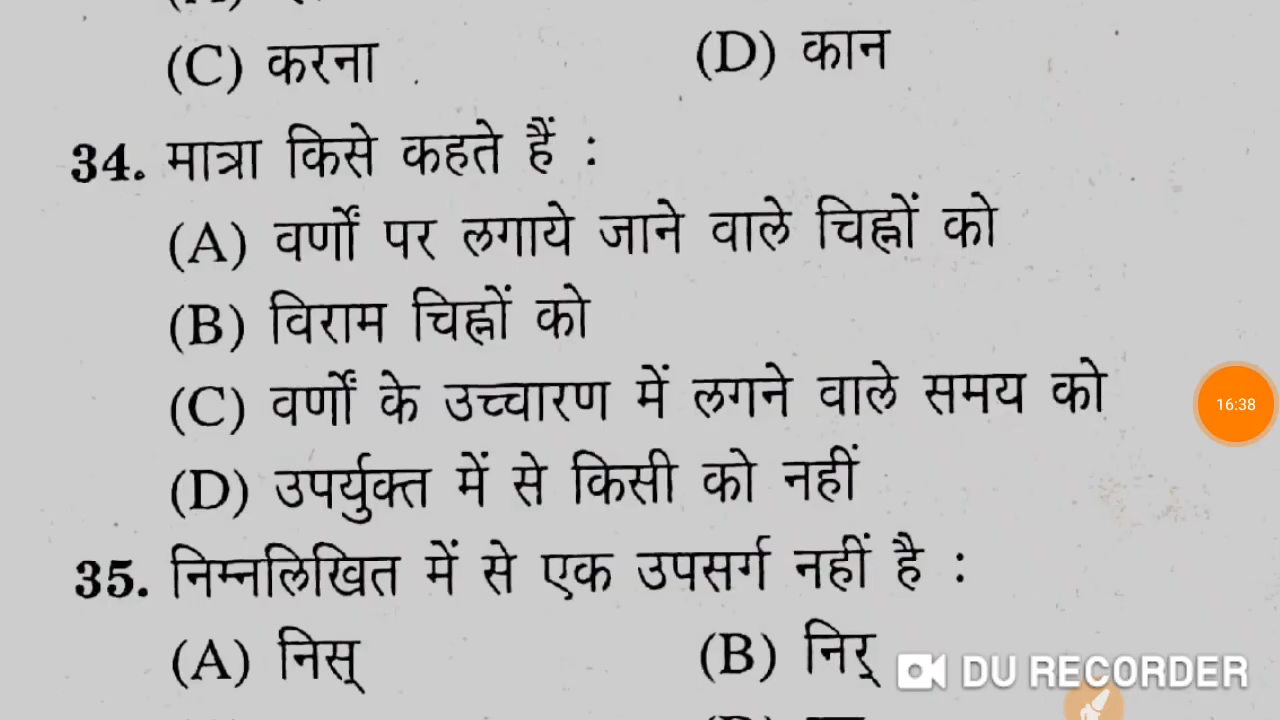 (C) करना (D) कान
34. मात्रा किसे कहते हैं :
(A) वर्णों पर लगाये जाने वाले चिह्नों को
(B) विराम चिह्नों को
(C) वर्णों के उच्चारण में लगने वाले समय को
(D) उपर्युक्त में से किसी को नहीं
35. निम्नलिखित में से एक उपसर्ग नहीं है :
(A) निस् (B) निर्
16:38
DU RECORDER